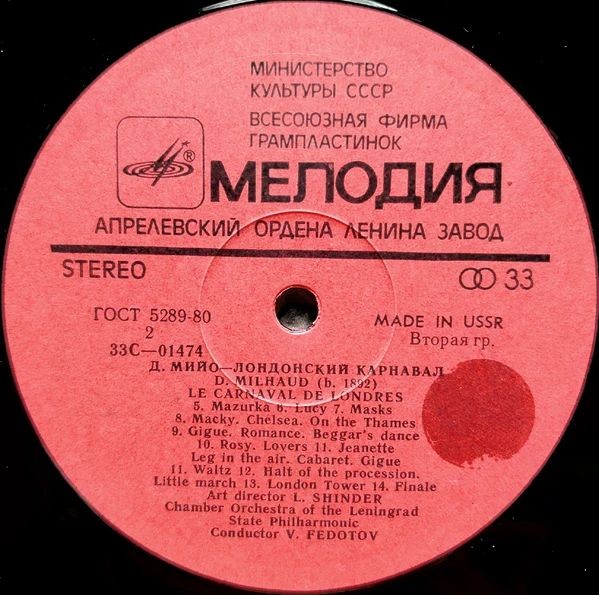 МИНИСТЕРСТВО
КУЛЬТУРЫ СССР
ВСЕСОЮЗНАЯ ФИРМА
ГРАМПЛАСТИНОК
®
МЕЛОДИЯ
АПРЕЛЕВСКИЙ ОРДЕНА ЛЕНИНА ЗАВОД
STEREO
33
ГОСТ 5289-80
MADE IN USSR
2
Вторая гр.
33С—01474
Д. МИЙО—ЛОНДОНСКИЙ КАРНАВАЛ
D. MILHAUD (b. 1892)
LE CARNAVAL DE LONDRES
5. Mazurka 6. Lucy 7. Masks
8. Macky. Chelsea. On the Thames
9. Gigue. Romance. Beggar's dance
10. Rosy. Lovers 11. Jeanette
Leg in the air. Cabaret. Gigue
11. Waltz 12. Halt of the procession.
Little march 13. London Tower 14. Finale
Art director L. SHINDER
Chamber Orchestra of the Leningrad
State Philharmonic
Conductor V. FEDOTOV